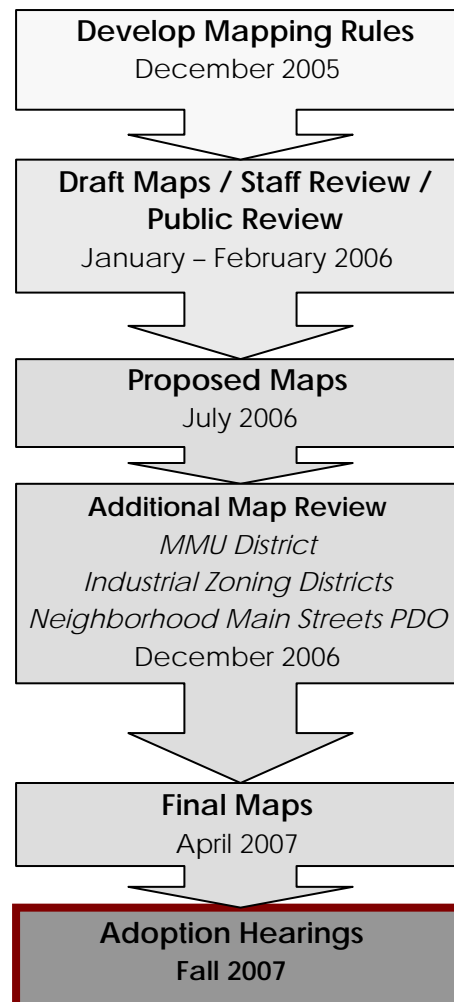 Develop Mapping Rules
December 2005
Draft Maps / Staff Review /
Public Review
January – February 2006
Proposed Maps
July 2006
Additional Map Review
MMU District
Industrial Zoning Districts
Neighborhood Main Streets PDO
December 2006
Final Maps
April 2007
Adoption Hearings
Fall 2007